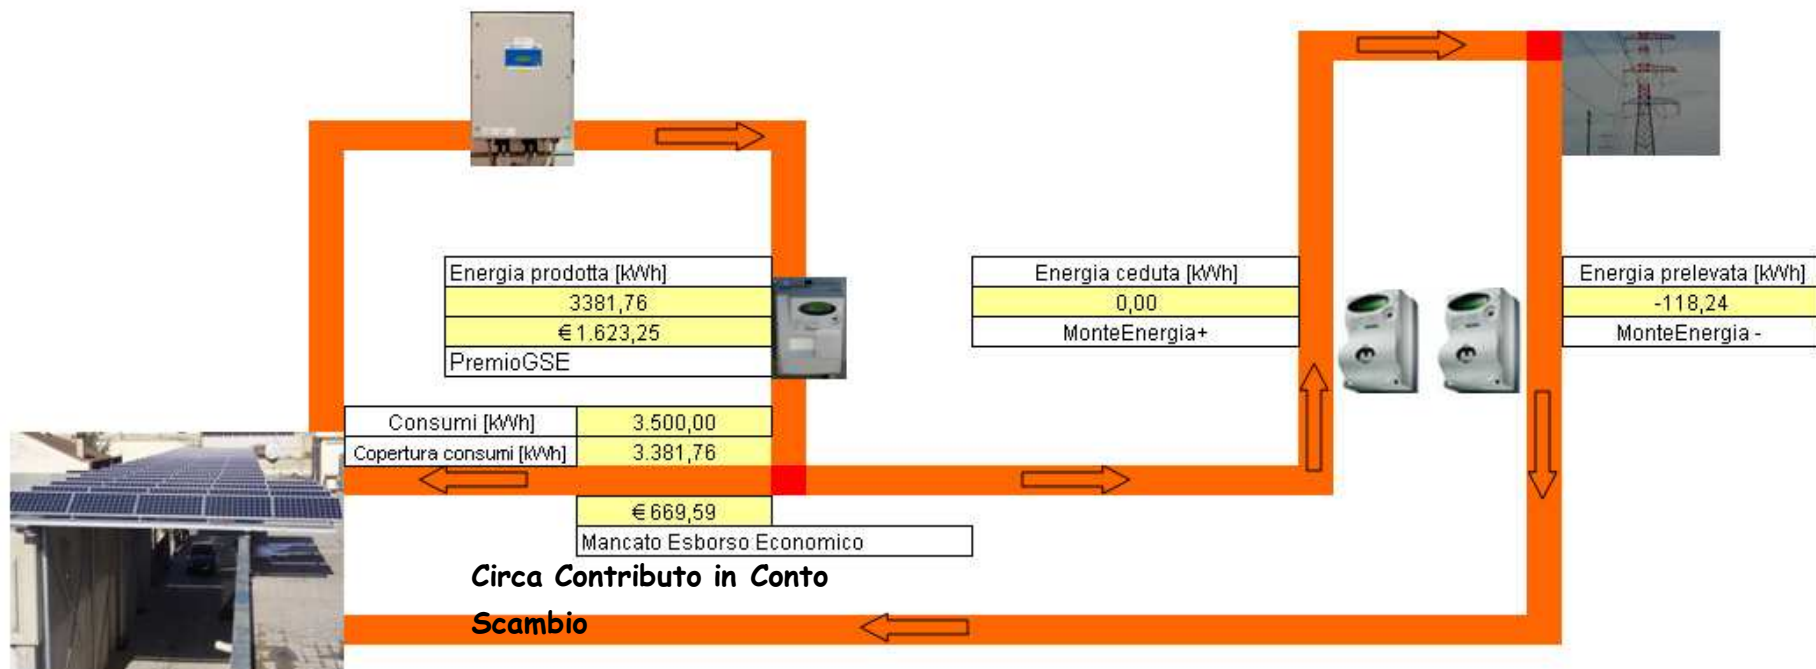 Energia prodotta [kWh]
3381,76
€ 1.623,25
PremioGSE
Energia ceduta [kWh]
0,00
MonteEnergia+
Energia prelevata [kWh]
-118,24
MonteEnergia -
Consumi [kWh] 3.500,00
Copertura consumi [kWh] 3.381,76
€ 669,59
Mancato Esborso Economico
Circa Contributo in Conto
Scambio